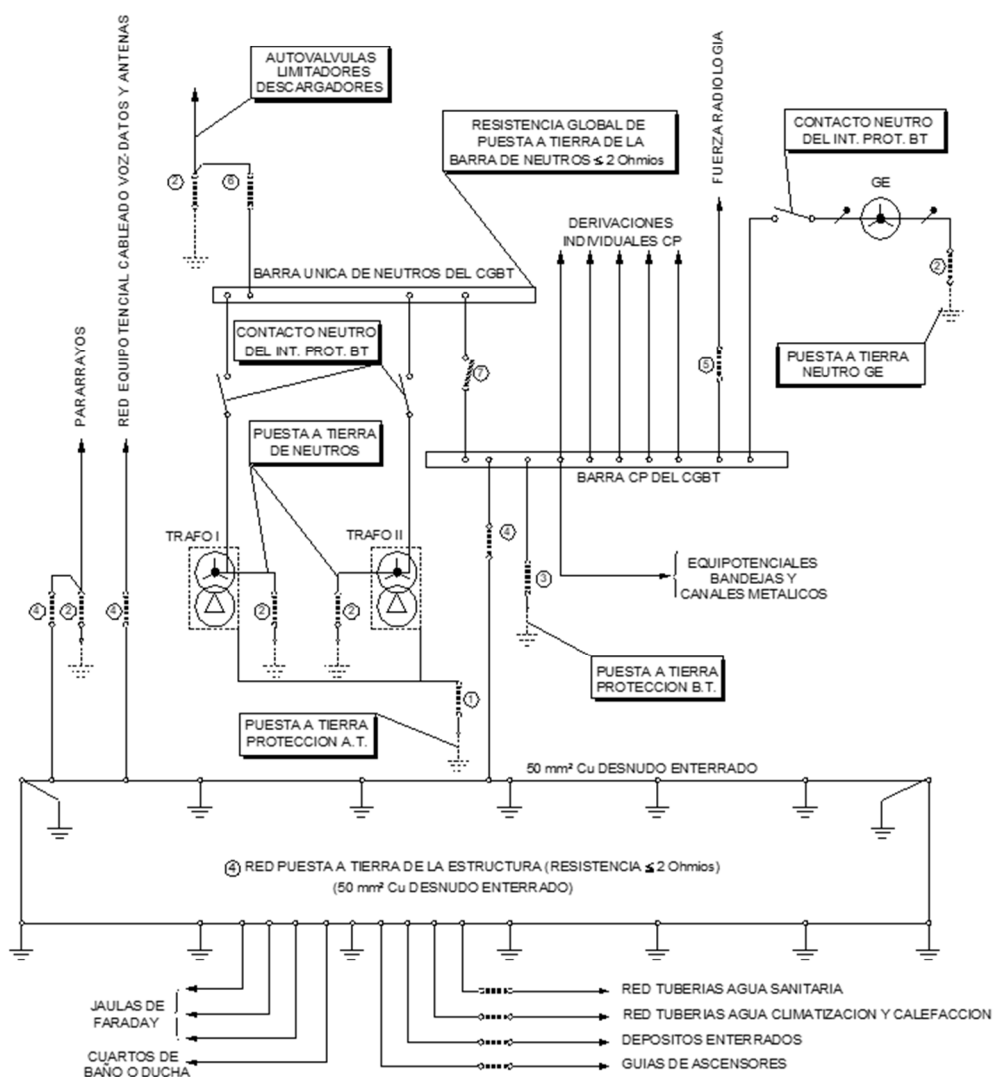 AUTOVALVULAS
LIMITADORES
DESCARGADORES
RESISTENCIA GLOBAL DE
PUESTA A TIERRA DE LA
BARRA DE NEUTROS ≤ 2 Ohmios
FUERZA RADIOLOGIA
CONTACTO NEUTRO
DEL INT. PROT. BT
GE
2
6
DERIVACIONES
INDIVIDUALES CP
2
BARRA UNICA DE NEUTROS DEL CGBT
RED EQUIPOTENCIAL CABLEADO VOZ-DATOS Y ANTENAS
PARARRAYOS
CONTACTO NEUTRO
DEL INT. PROT. BT
7
5
PUESTA A TIERRA
NEUTRO GE
PUESTA A TIERRA
DE NEUTROS
BARRA CP DEL CGBT
TRAFO I
TRAFO II
4
3
EQUIPOTENCIALES
BANDEJAS Y
CANALES METALICOS
4
2
4
2
2
PUESTA A TIERRA
PROTECCION B.T.
1
PUESTA A TIERRA
PROTECCION A.T.
50 mm² Cu DESNUDO ENTERRADO
4 RED PUESTA A TIERRA DE LA ESTRUCTURA (RESISTENCIA ≤ 2 Ohmios)
(50 mm² Cu DESNUDO ENTERRADO)
JAULAS DE
FARADAY
CUARTOS DE
BAÑO O DUCHA
RED TUBERIAS AGUA SANITARIA
RED TUBERIAS AGUA CLIMATIZACION Y CALEFACCION
DEPOSITOS ENTERRADOS
GUIAS DE ASCENSORES